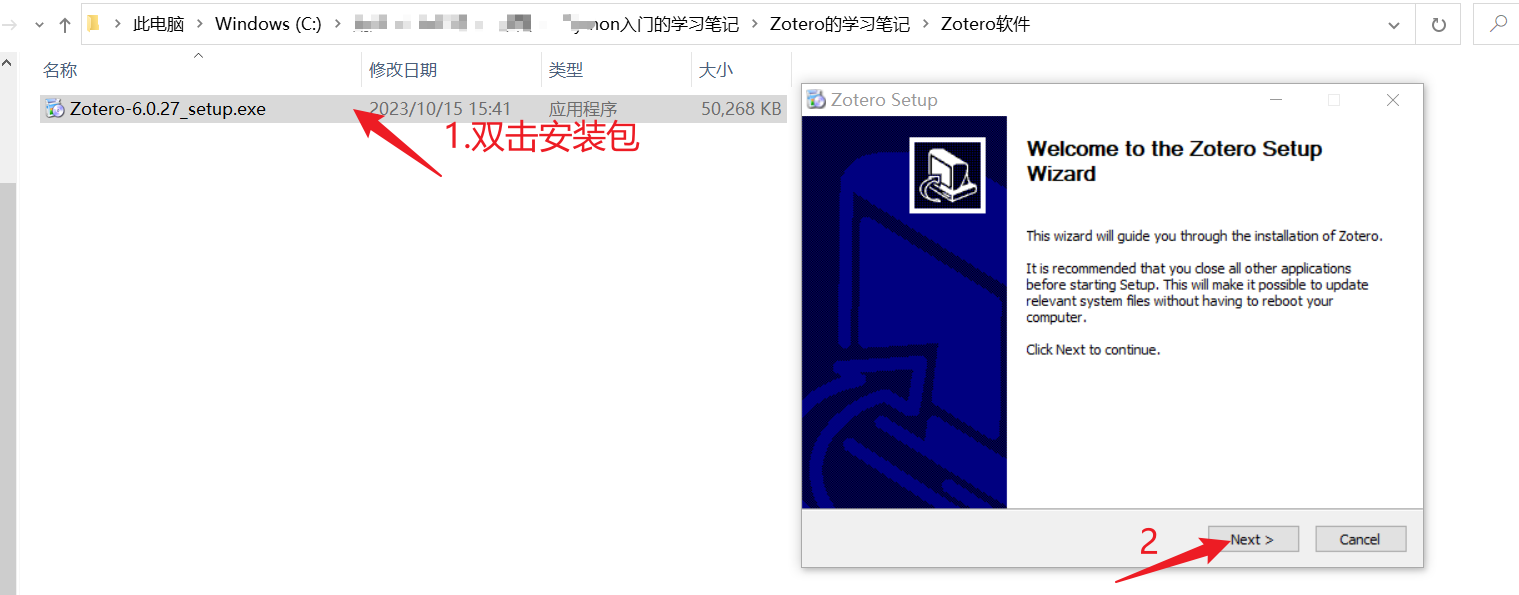 此电脑 > Windows (C:) > 入门的学习笔记 > Zotero的学习笔记 > Zotero软件
名称 修改日期 类型 大小
Zotero-6.0.27_setup.exe 2023/10/15 15:41 应用程序 50,268 KB
1.双击安装包
Zotero Setup
Welcome to the Zotero Setup
Wizard
This wizard will guide you through the installation of Zotero.
It is recommended that you close all other applications
before starting Setup. This will make it possible to update
relevant system files without having to reboot your
computer.
Click Next to continue.
2
Next > Cancel